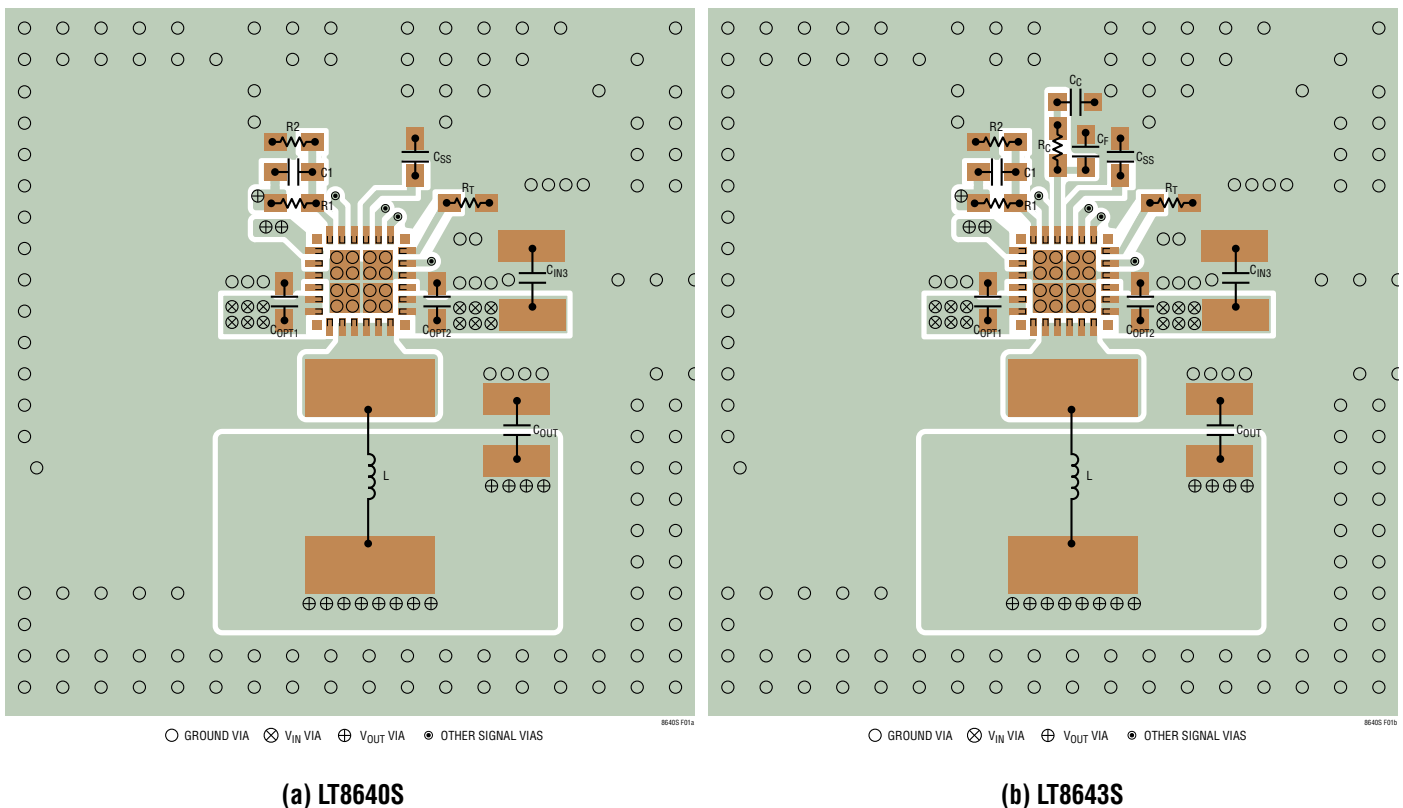 R2
C1
R1
CSS
RT
CIN3
COPT1
COPT2
COUT
L
8640S F01a
GROUND VIA VIN VIA VOUT VIA OTHER SIGNAL VIAS
(a) LT8640S
CC
R2
RC
CF
C1
CSS
R1
RT
CIN3
COPT1
COPT2
COUT
L
8640S F01b
GROUND VIA VIN VIA VOUT VIA OTHER SIGNAL VIAS
(b) LT8643S